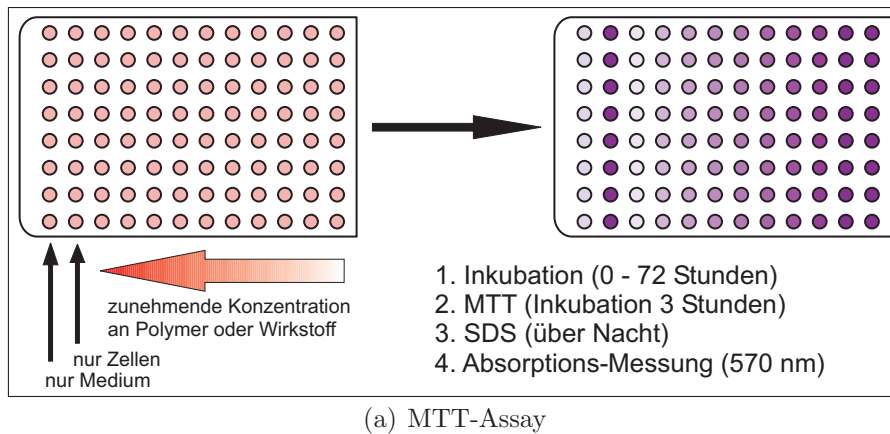 zunehmende Konzentration
an Polymer oder Wirkstoff
nur Zellen
nur Medium
1. Inkubation (0 - 72 Stunden)
2. MTT (Inkubation 3 Stunden)
3. SDS (über Nacht)
4. Absorptions-Messung (570 nm)
(a) MTT-Assay